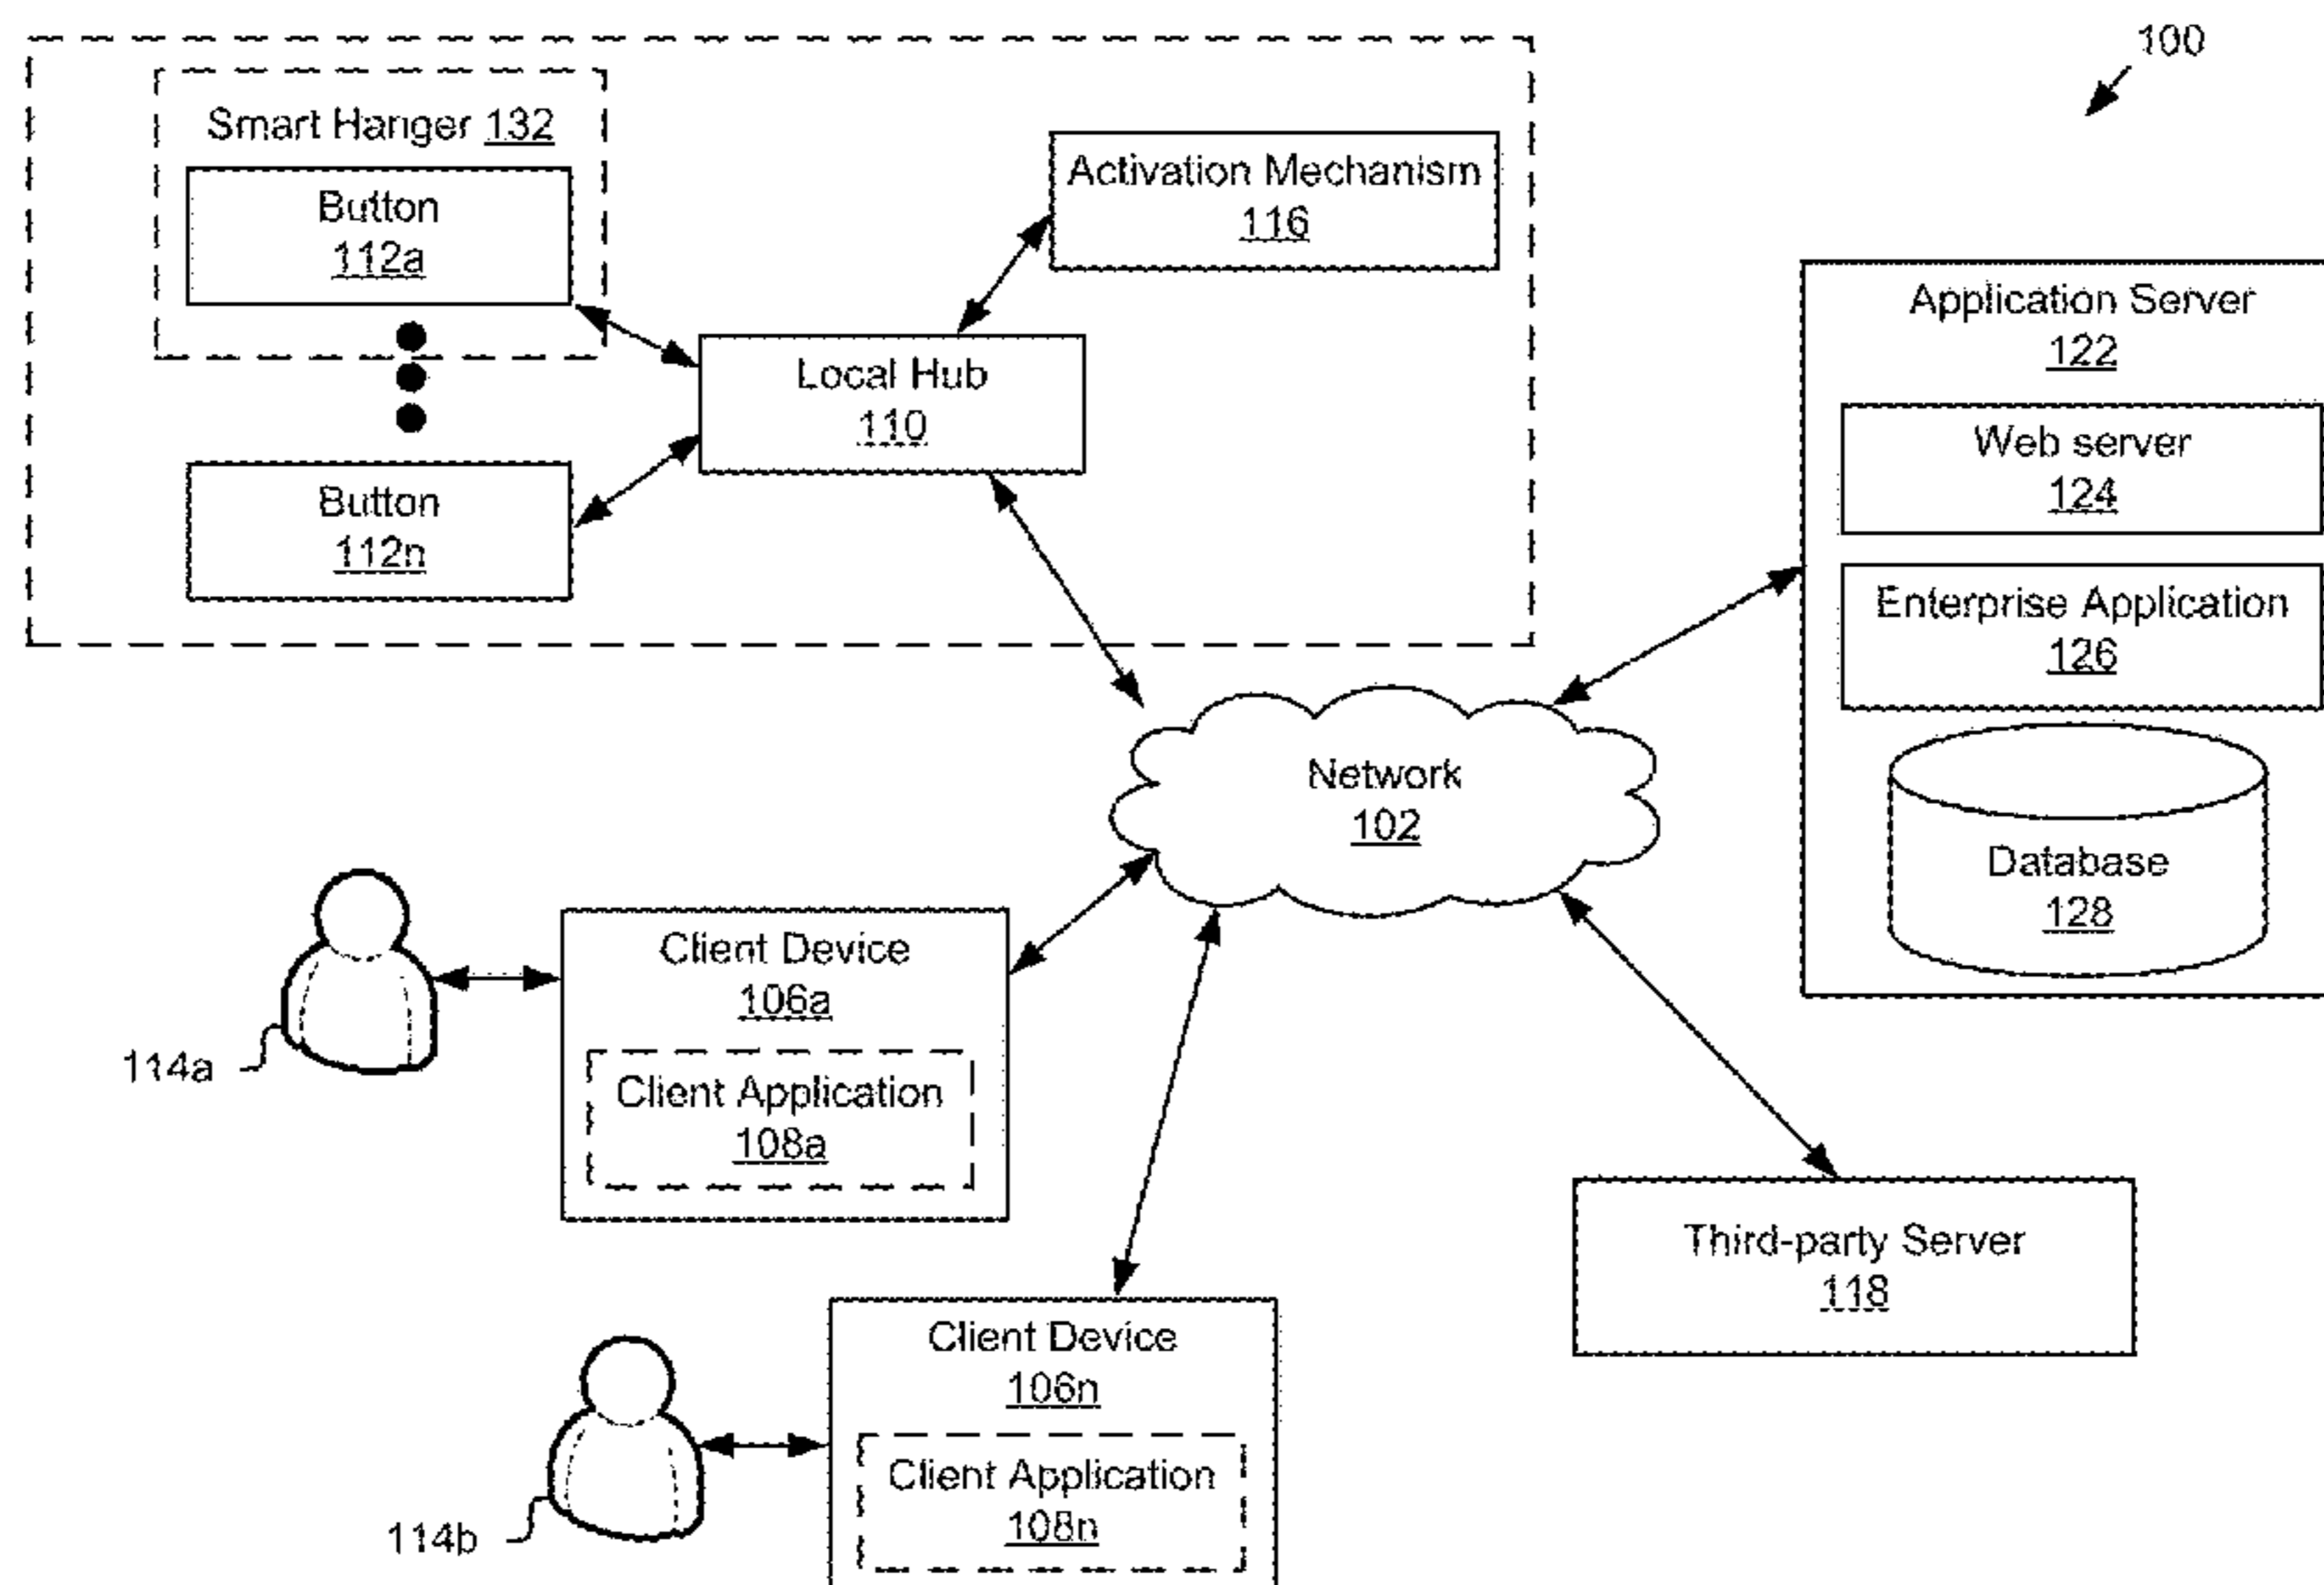 100
Smart Hanger 132
Button
112a
Activation Mechanism
116
Local Hub
110
Button
112n
Application Server
122
Web server
124
Enterprise Application
126
Database
128
Network
102
Client Device
106a
Client Application
108a
114a
Third-party Server
118
Client Device
106n
Client Application
108n
114b